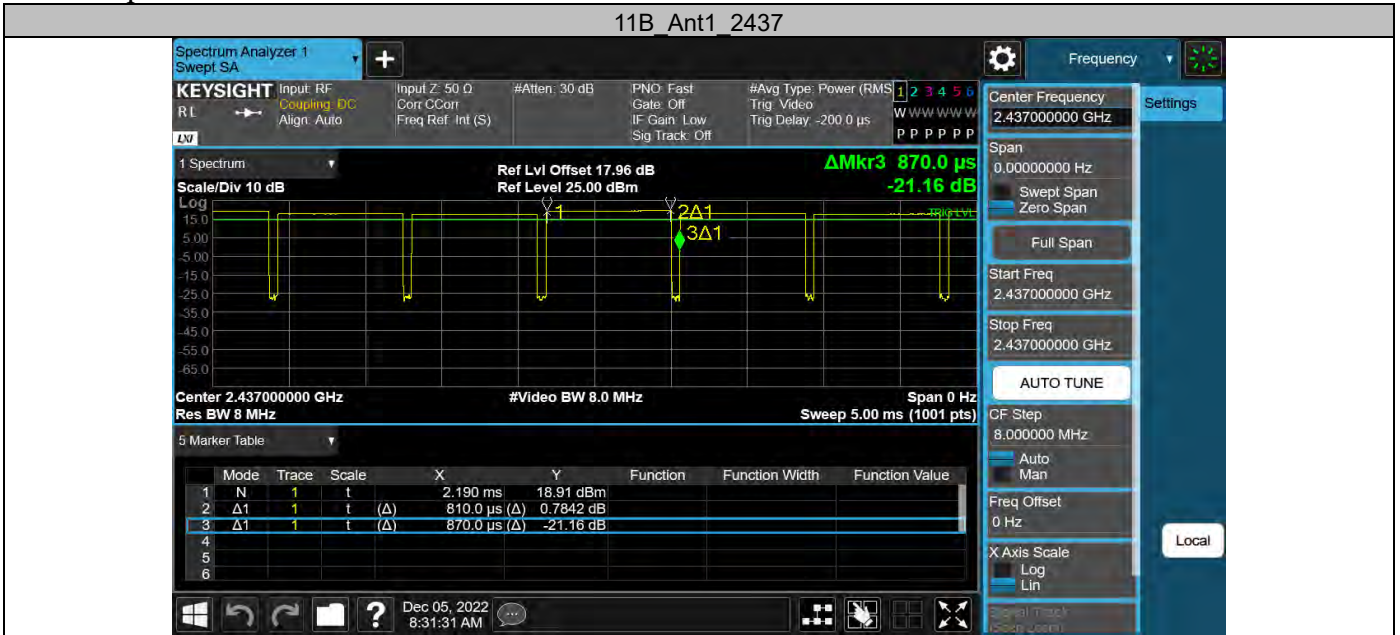 11B_Ant1_2437
Spectrum Analyzer 1
Swept SA
+
Frequency
KEYSIGHT
RL
LXI
Input: RF
Coupling: DC
Align: Auto
Input Z: 50 Ω
Corr CCorr
Freq Ref: Int (S)
#Atten: 30 dB
PNO: Fast
Gate: Off
IF Gain: Low
Sig Track: Off
#Avg Type: Power (RMS
Trig: Video
Trig Delay: -200.0 µs
1 2 3 4 5 6
W W W W W W
P P P P P P
Center Frequency
2.437000000 GHz
Settings
1 Spectrum
Scale/Div 10 dB
Ref Lvl Offset 17.96 dB
Ref Level 25.00 dBm
ΔMkr3 870.0 µs
-21.16 dB
Span
0.00000000 Hz
Swept Span
Zero Span
Log
15.0
5.00
-5.00
-15.0
-25.0
-35.0
-45.0
-55.0
-65.0
1
2Δ1
3Δ1
TRIG LVL
Full Span
Start Freq
2.437000000 GHz
Stop Freq
2.437000000 GHz
AUTO TUNE
Center 2.437000000 GHz
#Video BW 8.0 MHz
Span 0 Hz
Res BW 8 MHz
Sweep 5.00 ms (1001 pts)
CF Step
8.000000 MHz
Auto
Man
5 Marker Table
Mode Trace Scale X Y Function Function Width Function Value
1 N 1 t 2.190 ms 18.91 dBm
2 Δ1 1 t (Δ) 810.0 µs (Δ) 0.7842 dB
3 Δ1 1 t (Δ) 870.0 µs (Δ) -21.16 dB
4
5
6
Freq Offset
0 Hz
X Axis Scale
Log
Lin
Local
?
Dec 05, 2022
8:31:31 AM
Signal Track